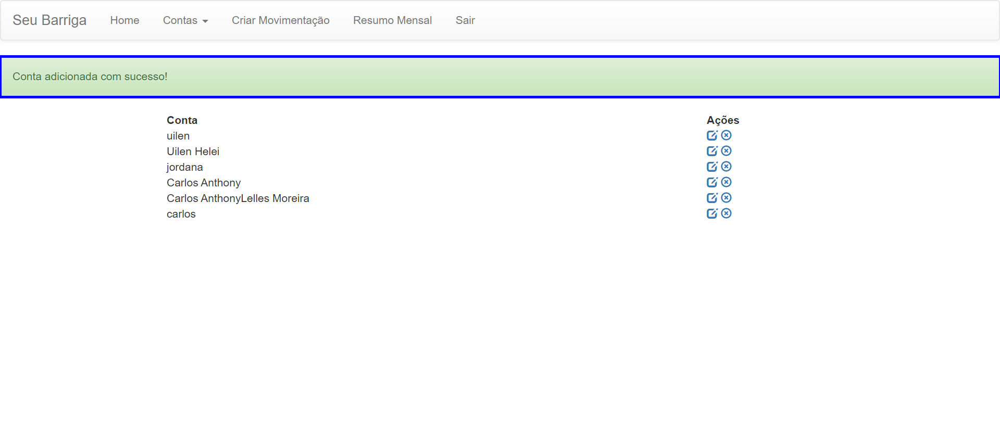 Seu Barriga Home Contas Criar Movimentação Resumo Mensal Sair
Conta adicionada com sucesso!
Conta Ações
uilen
Uilen Helei
jordana
Carlos Anthony
Carlos AnthonyLelles Moreira
carlos